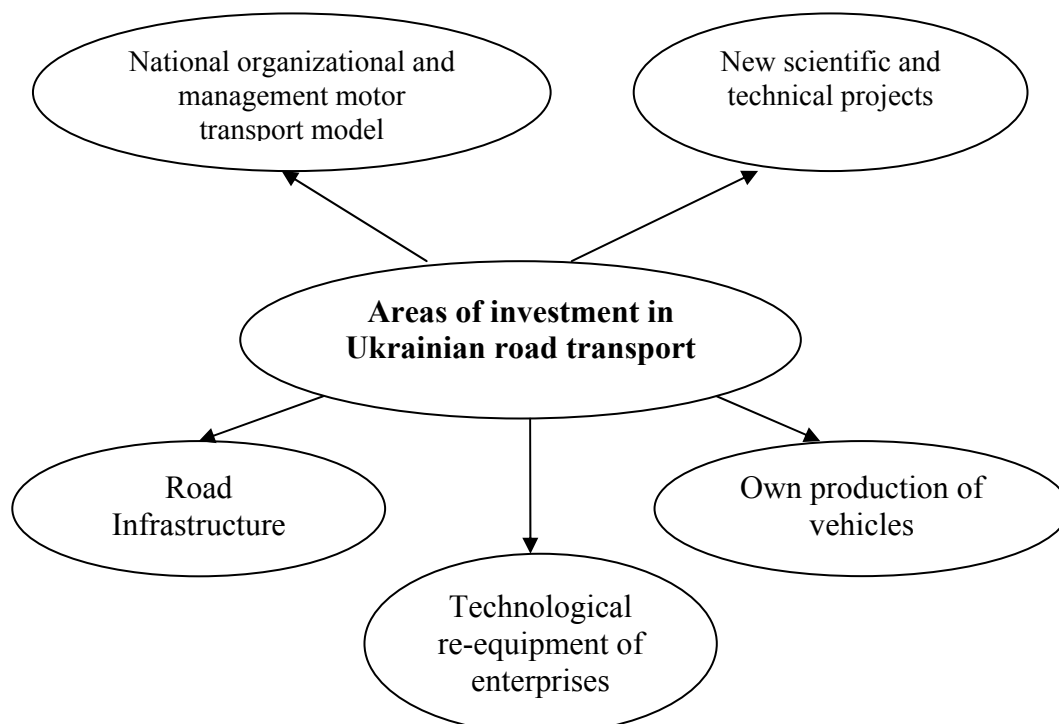 National organizational and
management motor
transport model
New scientific and
technical projects
Areas of investment in
Ukrainian road transport
Road
Infrastructure
Own production of
vehicles
Technological
re-equipment of
enterprises